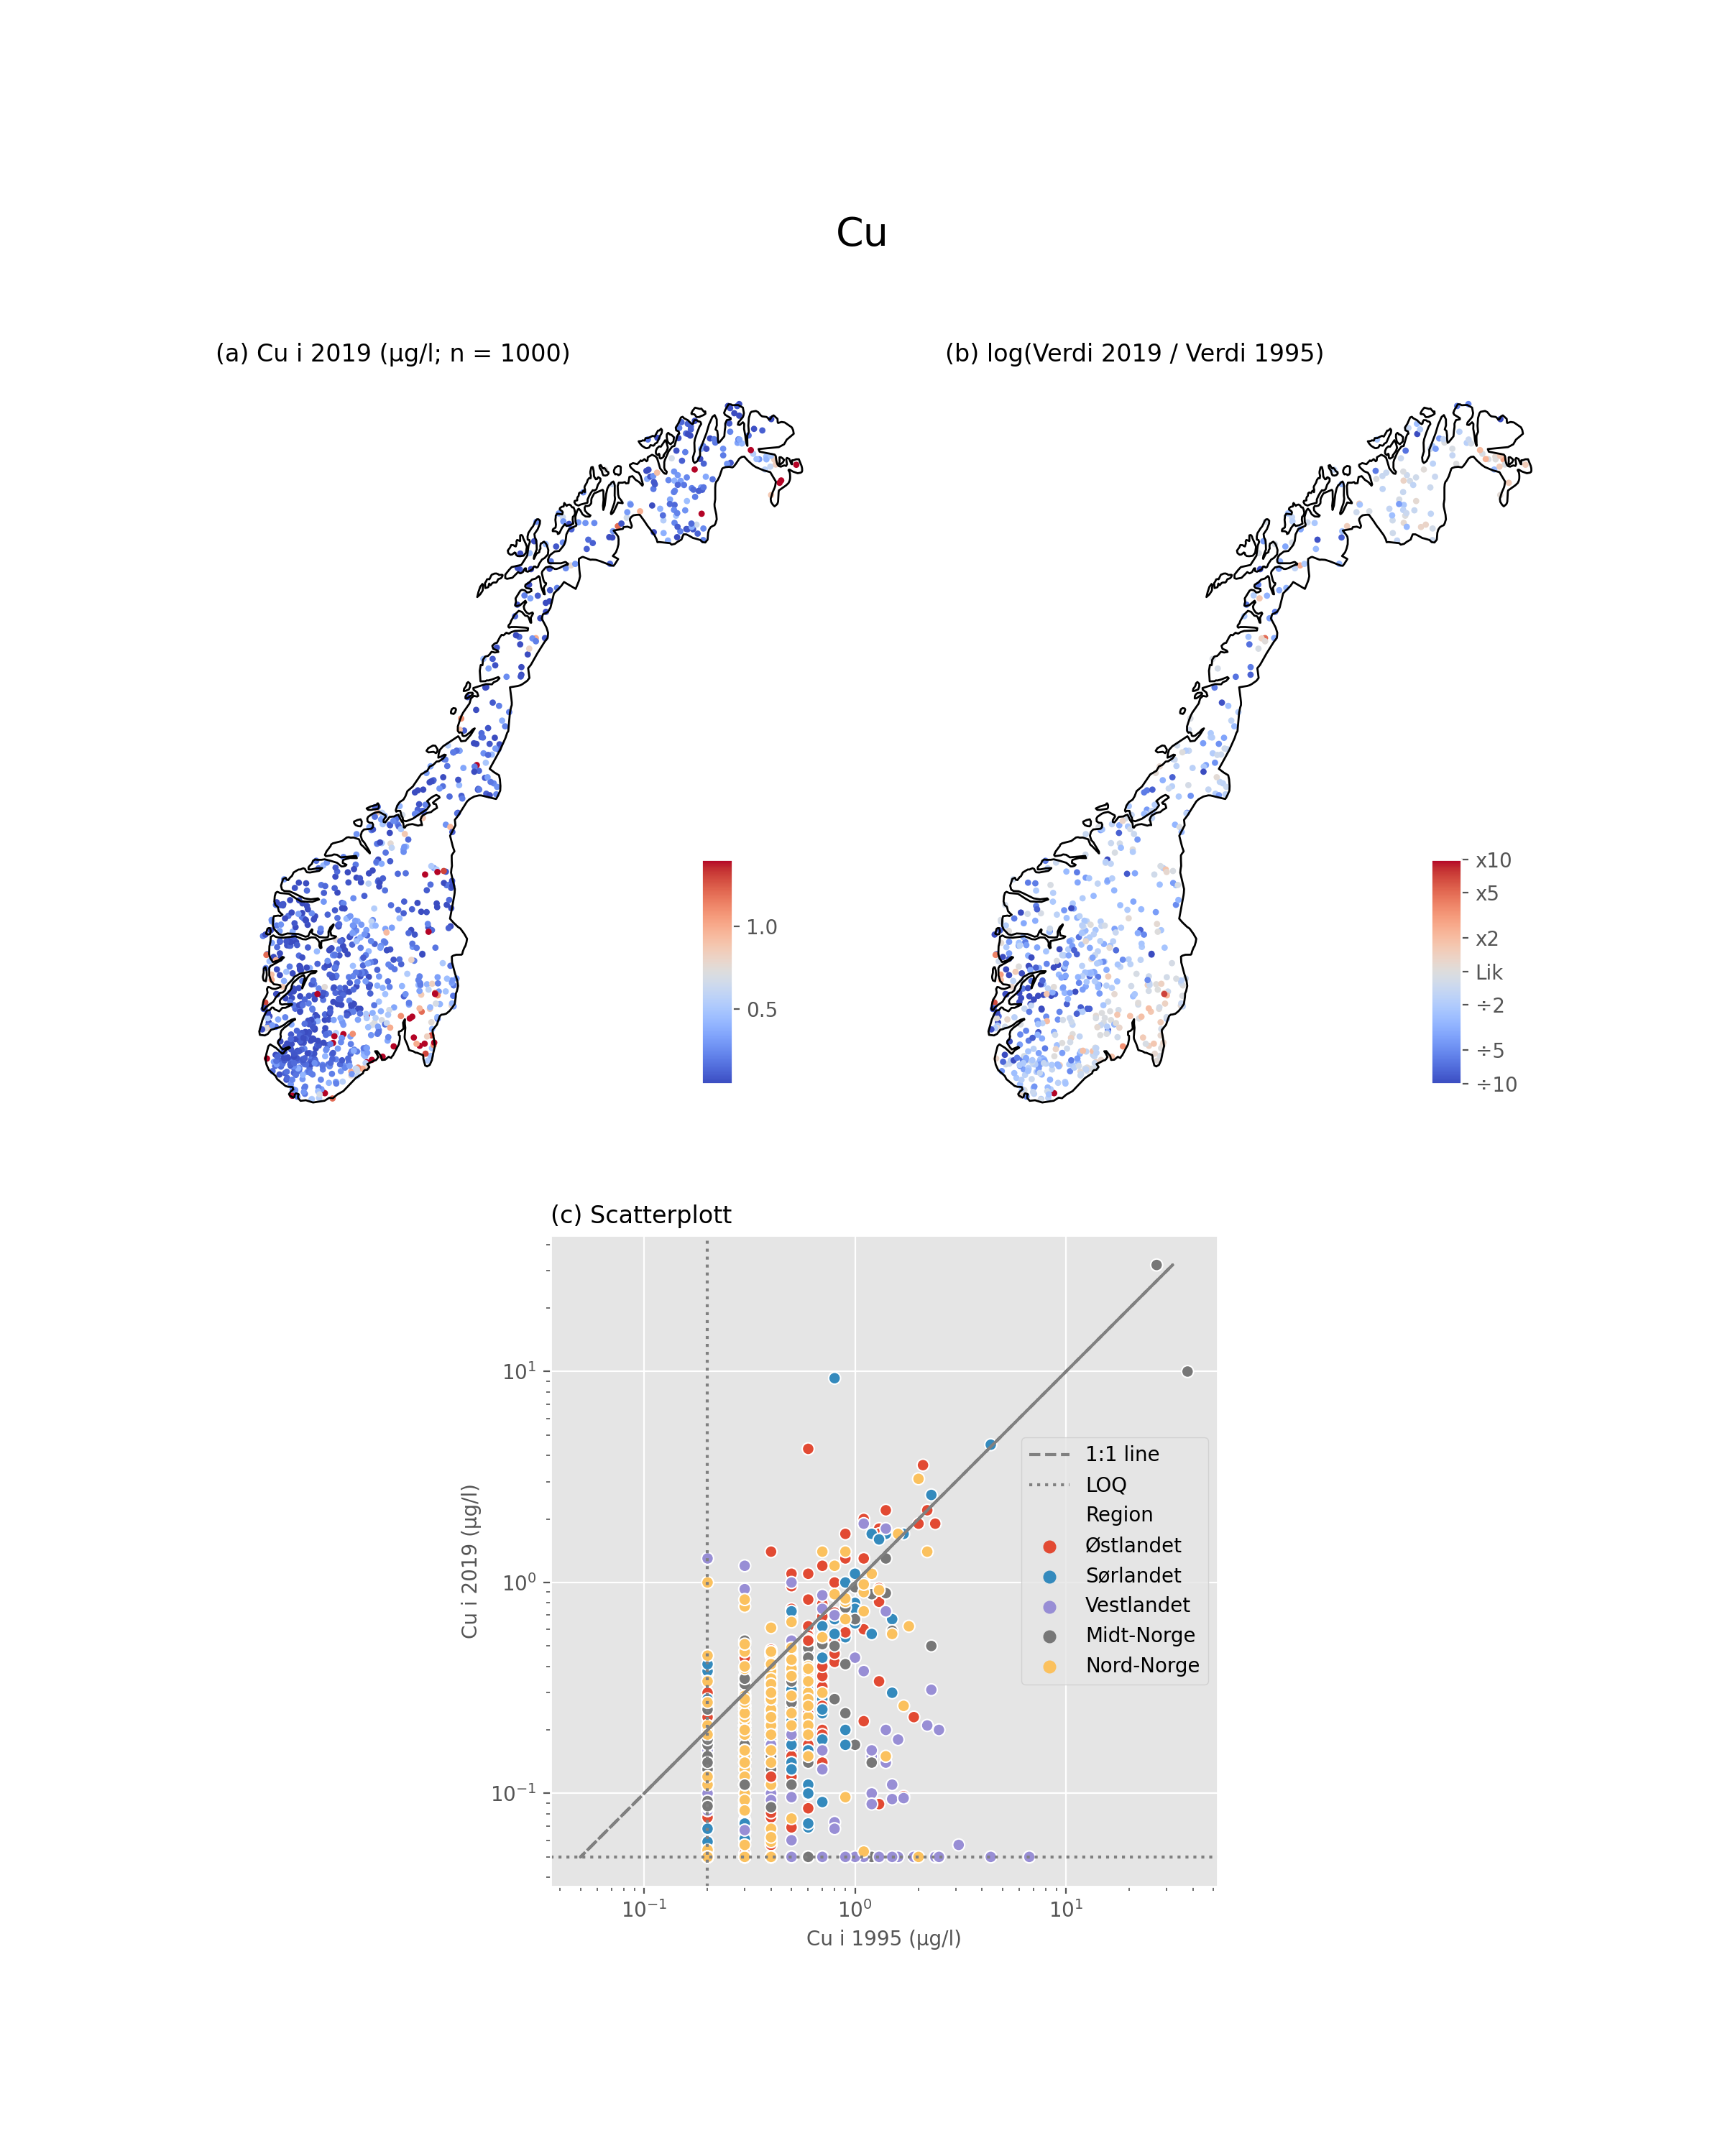 Cu
(a) Cu i 2019 (µg/l; n = 1000)
(b) log(Verdi 2019 / Verdi 1995)
1.0
0.5
x10
x5
x2
Lik
÷2
÷5
÷10
(c) Scatterplott
Cu i 2019 (µg/l)
10¹
10⁰
10⁻¹
1:1 line
LOQ
Region
Østlandet
Sørlandet
Vestlandet
Midt-Norge
Nord-Norge
10⁻¹ 10⁰ 10¹
Cu i 1995 (µg/l)